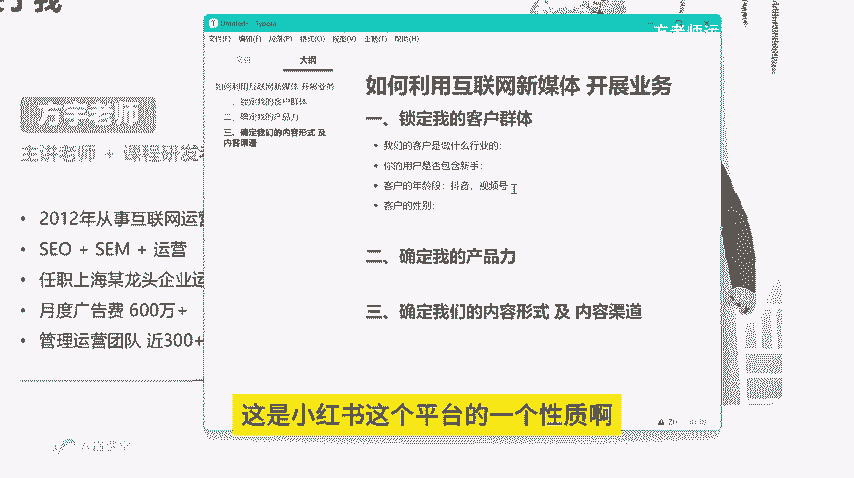 了我
方老师运
Untitled - Typora
文件(F) 编辑(E) 段落(P) 格式(O) 视图(V) 主题(T) 帮助(H)
大纲
如何利用互联网新媒体 开展业务
一、锁定我的客户群体
二、确定我的产品力
三、确定我们的内容形式 及
内容渠道
如何利用互联网新媒体 开展业务
一、锁定我的客户群体
我们的客户是做什么行业的：
你的用户是否包含新手：
客户的年龄段：抖音，视频号
客户的性别：
二、确定我的产品力
三、确定我们的内容形式 及 内容渠道
主讲老师 + 课程研发
2012年从事互联网运营
SEO + SEM + 运营
任职上海某龙头企业运
月度广告费 600万+
管理运营团队 近300+
这是小红书这个平台的一个性质啊